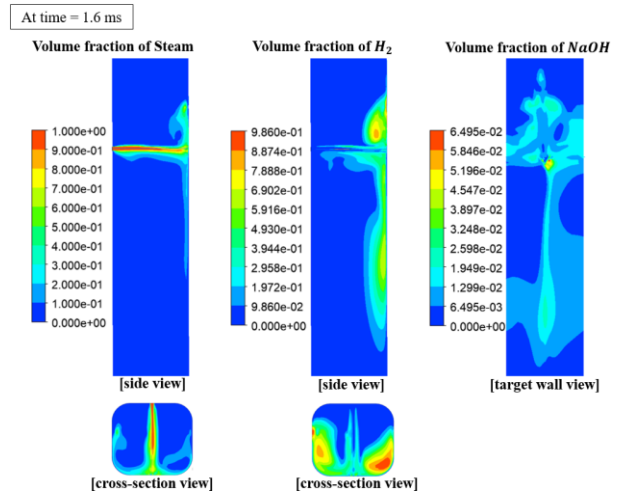 At time = 1.6 ms
Volume fraction of Steam
1.000e+00
9.000e-01
8.000e-01
7.000e-01
6.000e-01
5.000e-01
4.000e-01
3.000e-01
2.000e-01
1.000e-01
0.000e+00
[side view]
[cross-section view]
Volume fraction of H₂
9.860e-01
8.874e-01
7.888e-01
6.902e-01
5.916e-01
4.930e-01
3.944e-01
2.958e-01
1.972e-01
9.860e-02
0.000e+00
[side view]
[cross-section view]
Volume fraction of NaOH
6.495e-02
5.846e-02
5.196e-02
4.547e-02
3.897e-02
3.248e-02
2.598e-02
1.949e-02
1.299e-02
6.495e-03
0.000e+00
[target wall view]